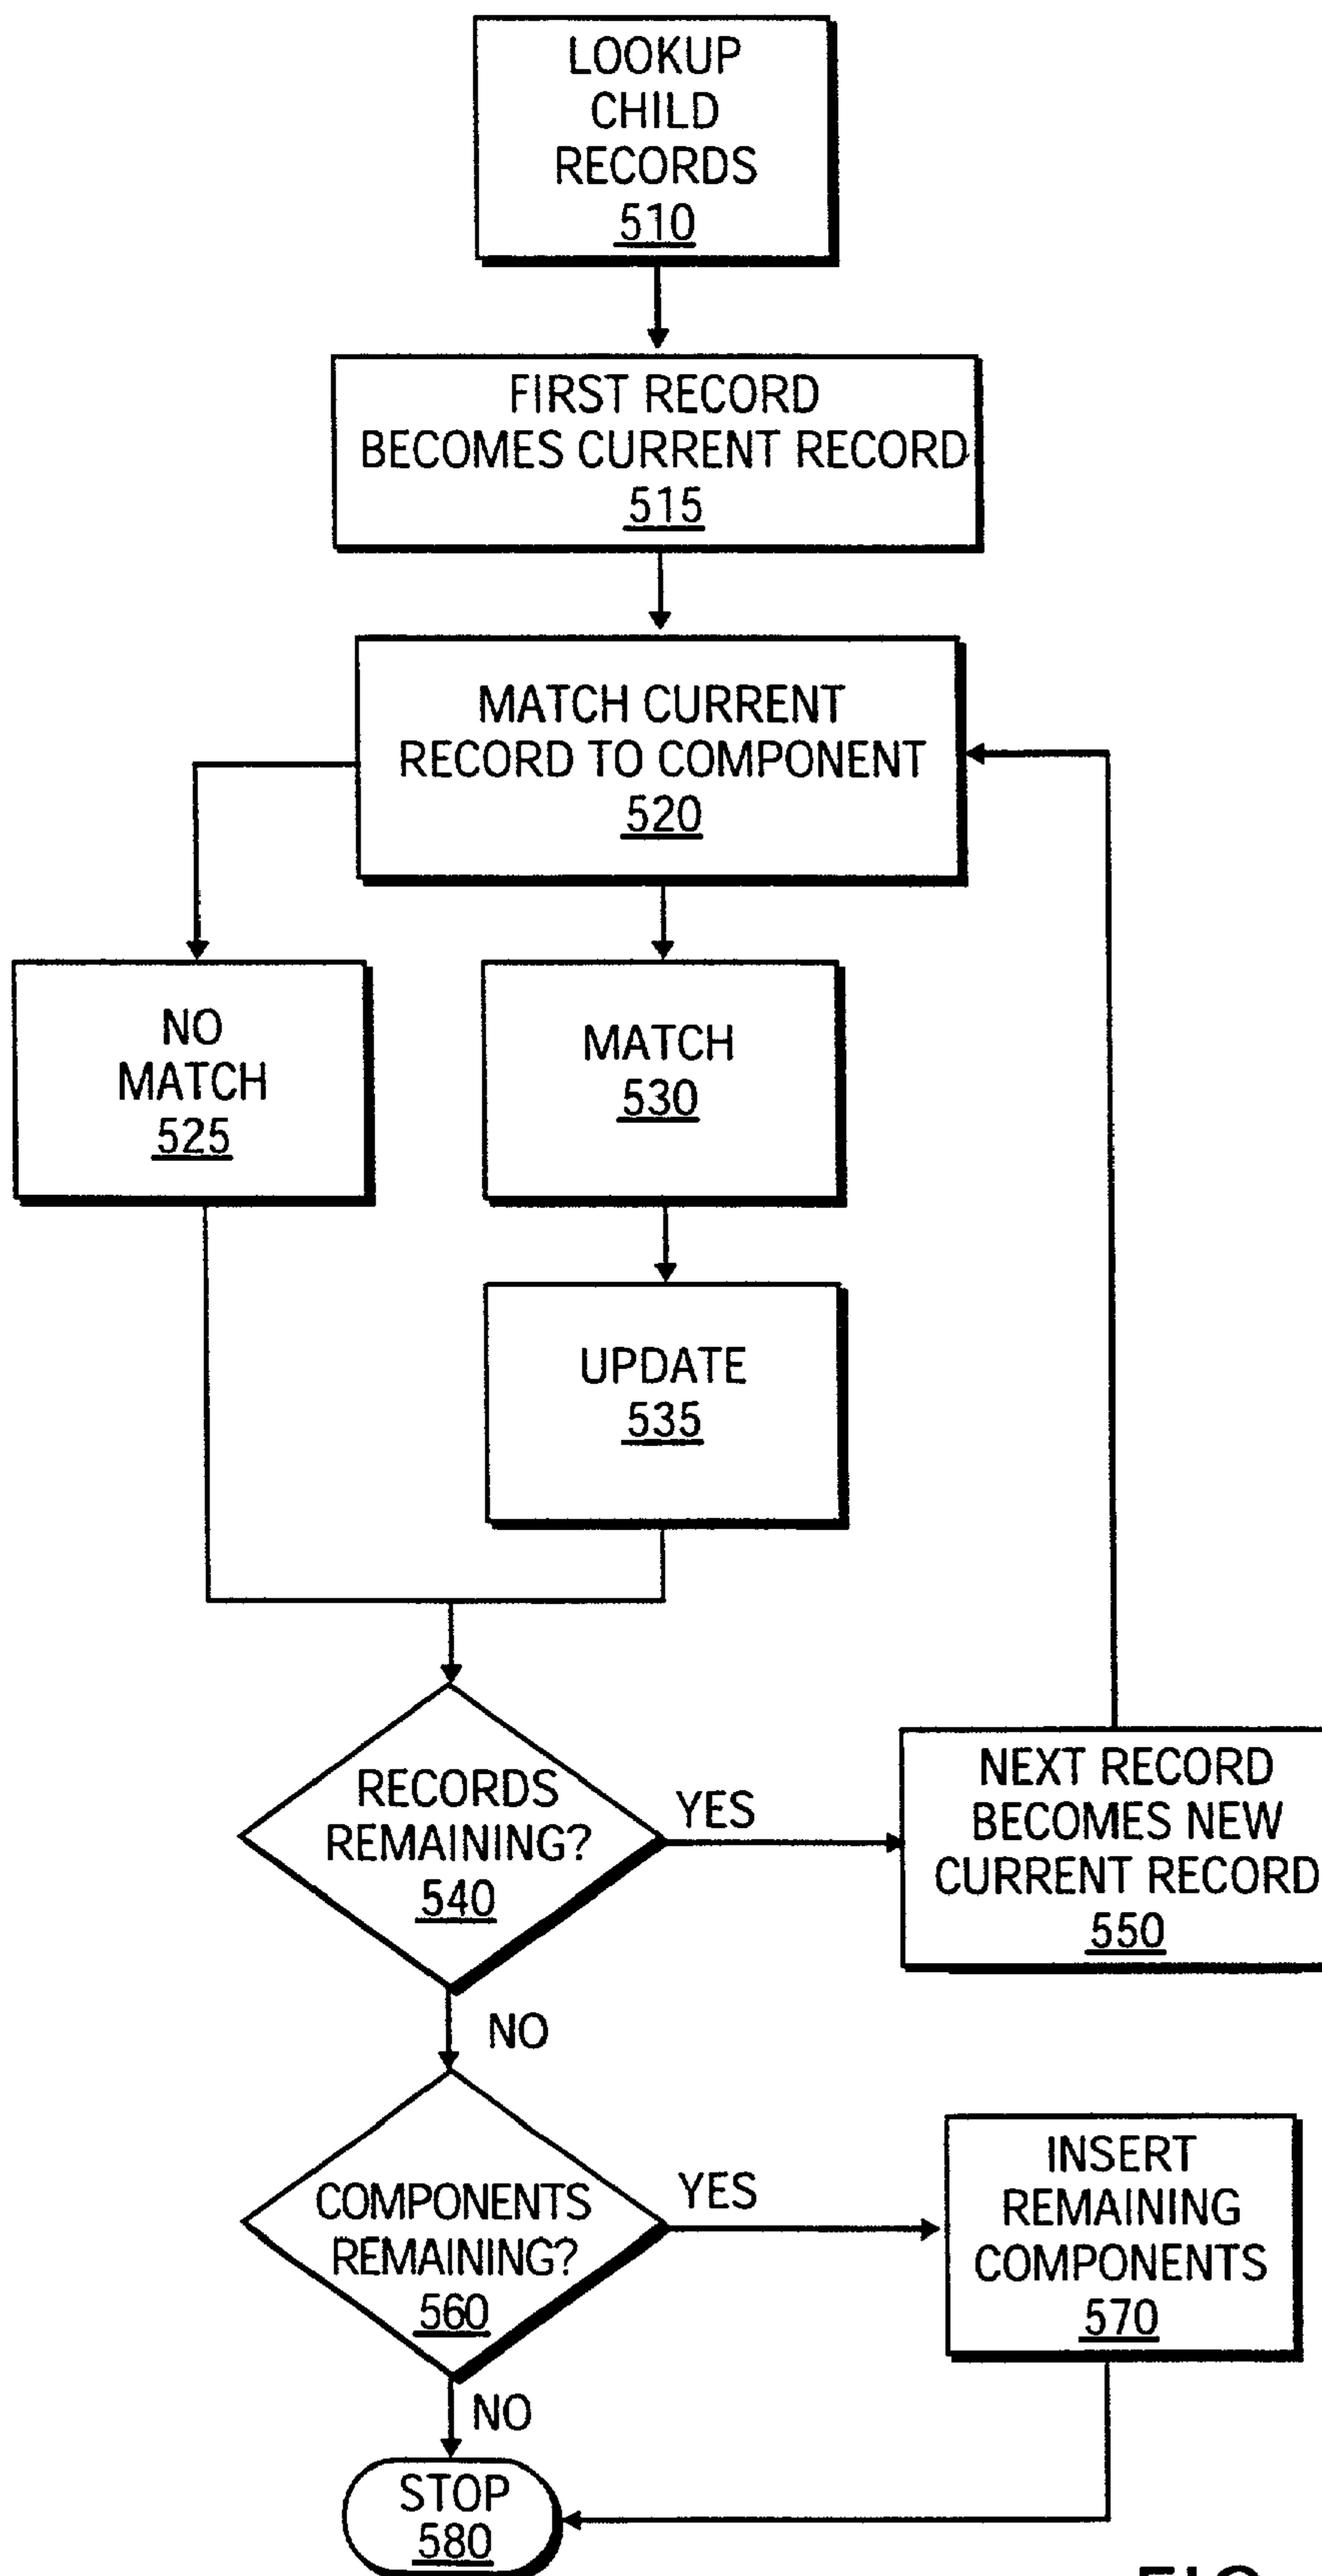 LOOKUP
CHILD
RECORDS
510
FIRST RECORD
BECOMES CURRENT RECORD
515
MATCH CURRENT
RECORD TO COMPONENT
520
NO
MATCH
525
MATCH
530
UPDATE
535
RECORDS
REMAINING?
540
YES
NEXT RECORD
BECOMES NEW
CURRENT RECORD
550
NO
COMPONENTS
REMAINING?
560
YES
INSERT
REMAINING
COMPONENTS
570
NO
STOP
580